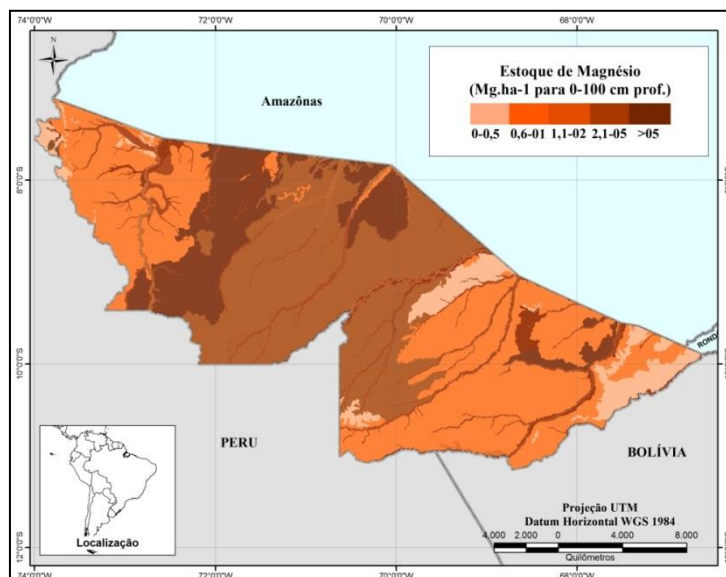 74°0'0"W 72°0'0"W 70°0'0"W 68°0'0"W
N
Amazônas
Estoque de Magnésio
(Mg.ha-1 para 0-100 cm prof.)
0-0,5 0,6-01 1,1-02 2,1-05 >05
8°0'0"S
10°0'0"S
ROND
PERU
BOLÍVIA
Localização
Projeção UTM
Datum Horizontal WGS 1984
4.000 2.000 0 4.000 8.000
Quilômetros
12°0'0"S
74°0'0"W 72°0'0"W 70°0'0"W 68°0'0"W